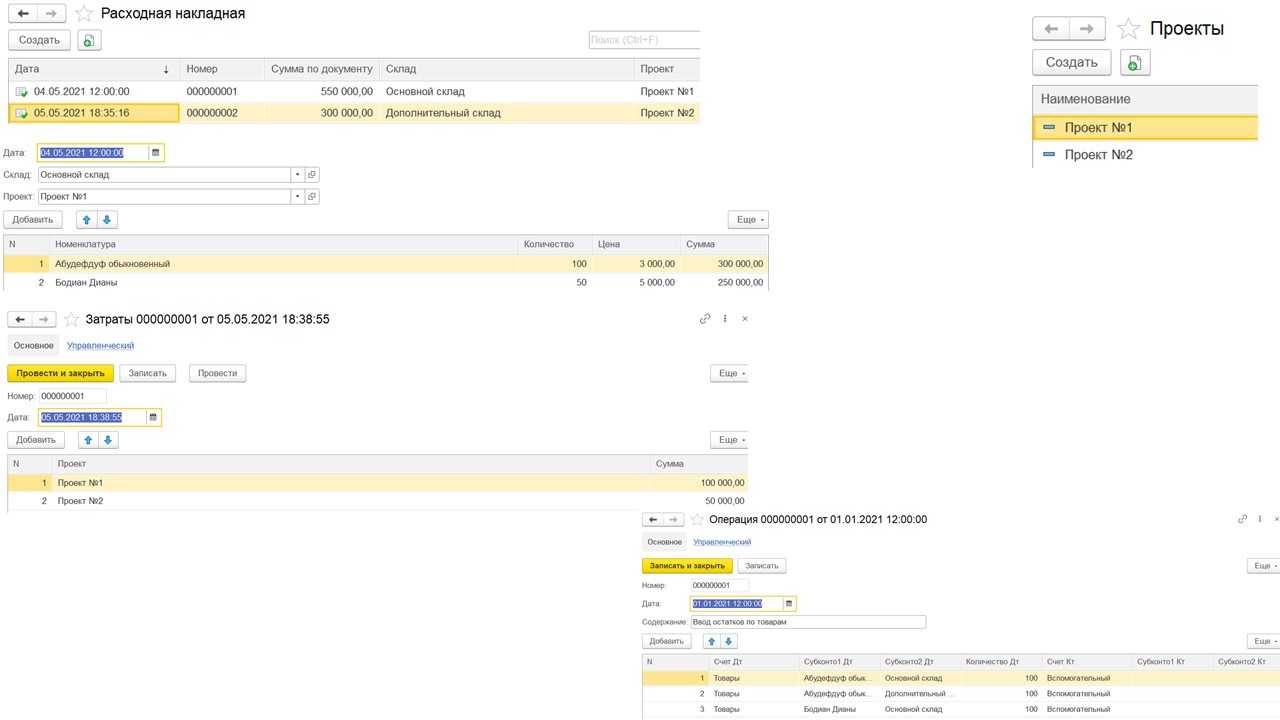 Расходная накладная
Создать
Поиск (Ctrl+F)
Дата ↓ Номер Сумма по документу Склад Проект
04.05.2021 12:00:00 000000001 550 000,00 Основной склад Проект №1
05.05.2021 18:35:16 000000002 300 000,00 Дополнительный склад Проект №2
Проекты
Создать
Наименование
Проект №1
Проект №2
Дата: 04.05.2021 12:00:00
Склад: Основной склад
Проект: Проект №1
Добавить Еще
N Номенклатура Количество Цена Сумма
1 Абудефдуф обыкновенный 100 3 000,00 300 000,00
2 Бодиан Дианы 50 5 000,00 250 000,00
Затраты 000000001 от 05.05.2021 18:38:55
Основное Управленческий
Провести и закрыть Записать Провести Еще
Номер: 000000001
Дата: 05.05.2021 18:38:55
Добавить Еще
N Проект Сумма
1 Проект №1 100 000,00
2 Проект №2 50 000,00
Операция 000000001 от 01.01.2021 12:00:00
Основное Управленческий
Записать и закрыть Записать Еще
Номер: 000000001
Дата: 01.01.2021 12:00:00
Содержание: Ввод остатков по товарам
Добавить Еще
N Счет Дт Субконто1 Дт Субконто2 Дт Количество Дт Счет Кт Субконто1 Кт Субконто2 Кт
1 Товары Абудефдуф обык... Основной склад 100 Вспомогательный
2 Товары Абудефдуф обык... Дополнительный ... 100 Вспомогательный
3 Товары Бодиан Дианы Основной склад 100 Вспомогательный